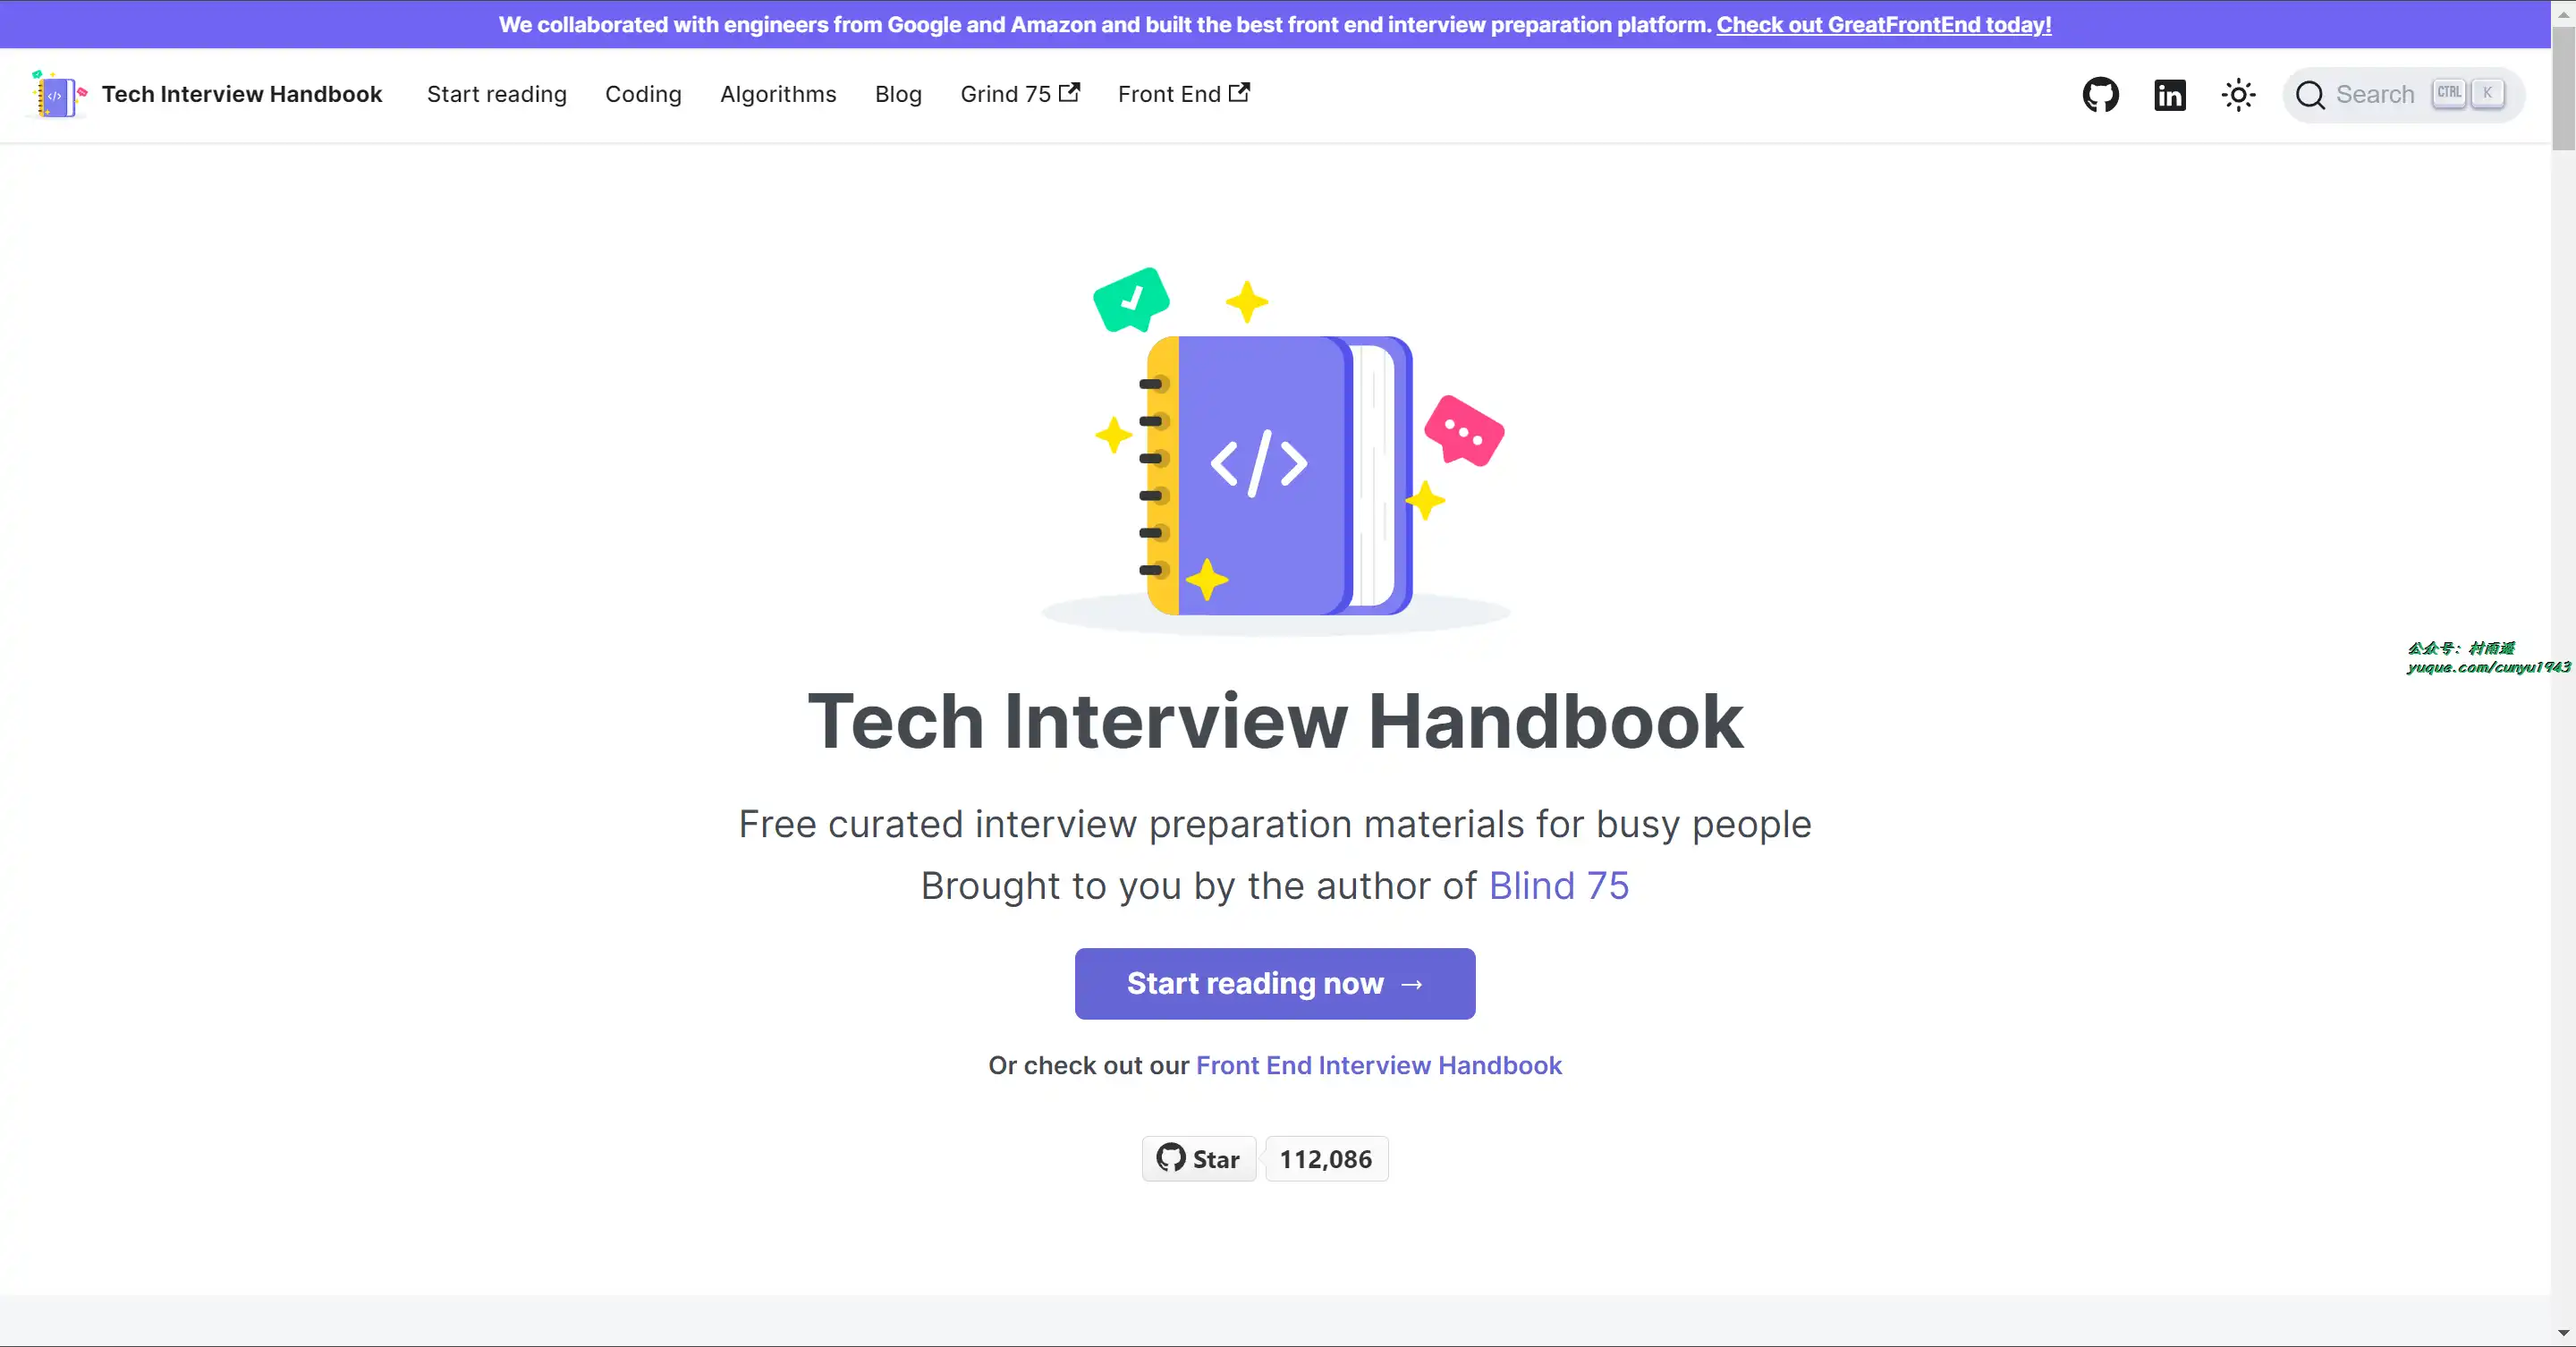 We collaborated with engineers from Google and Amazon and built the best front end interview preparation platform. Check out GreatFrontEnd today!
Tech Interview Handbook Start reading Coding Algorithms Blog Grind 75 Front End Search CTRL K
</>
公众号：村雨遥
yuque.com/cunyu1943
Tech Interview Handbook
Free curated interview preparation materials for busy people
Brought to you by the author of Blind 75
Start reading now →
Or check out our Front End Interview Handbook
Star 112,086